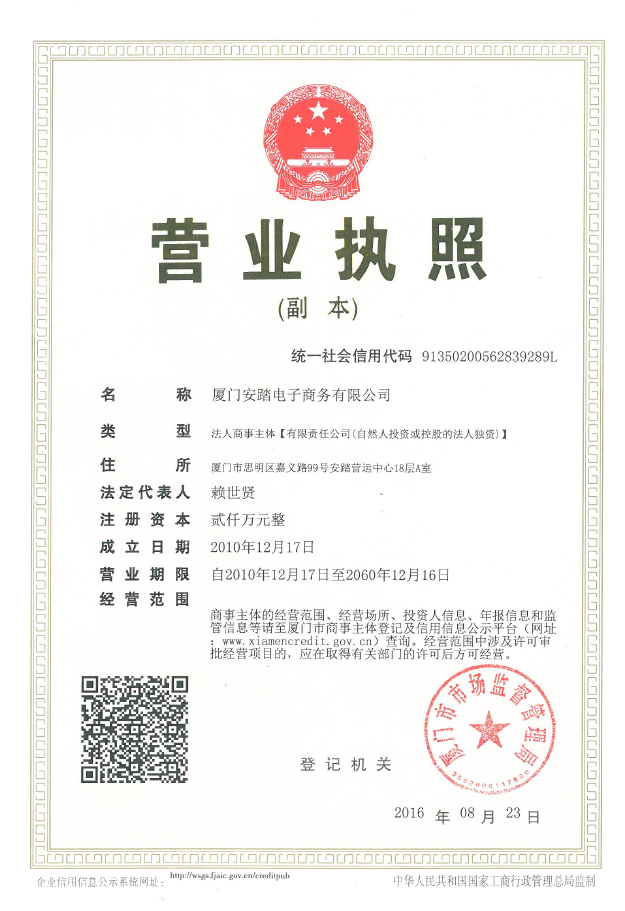 营业执照
(副 本)
统一社会信用代码 91350200562839289L
名 称 厦门安踏电子商务有限公司
类 型 法人商事主体【有限责任公司(自然人投资或控股的法人独资)】
住 所 厦门市思明区嘉义路99号安踏营运中心18层A室
法定代表人 赖世贤
注册资本 贰仟万元整
成立日期 2010年12月17日
营业期限 自2010年12月17日至2060年12月16日
经营范围
商事主体的经营范围、经营场所、投资人信息、年报信息和监
管信息等请至厦门市商事主体登记及信用信息公示平台（网址
：www.xiamencredit.gov.cn）查询。经营范围中涉及许可审
批经营项目的，应在取得有关部门的许可后方可经营。
厦门市市场监督管理局
3502000117800
登记机关
2016 年 08 月 23 日
企业信用信息公示系统网址： http://wsgs.fjaic.gov.cn/creditpub
中华人民共和国国家工商行政管理总局监制